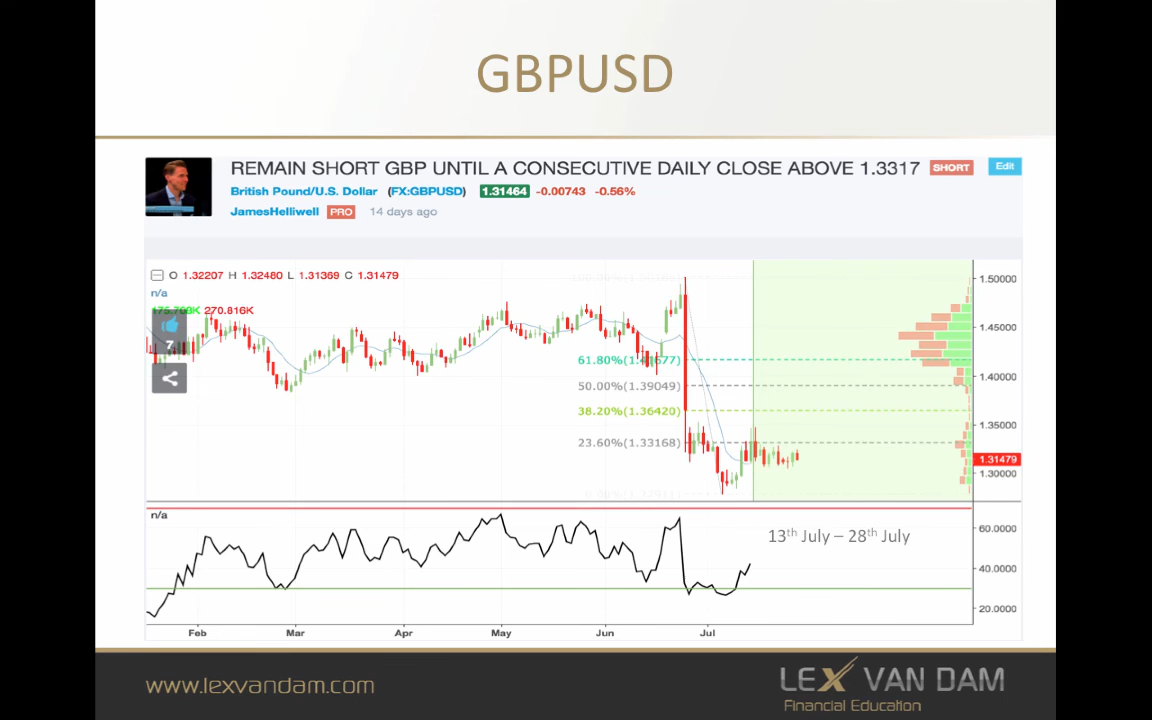 GBPUSD
REMAIN SHORT GBP UNTIL A CONSECUTIVE DAILY CLOSE ABOVE 1.3317 SHORT Edit
British Pound/U.S. Dollar (FX:GBPUSD) 1.31464 -0.00743 -0.56%
JamesHelliwell PRO 14 days ago
O 1.32207 H 1.32480 L 1.31369 C 1.31479
n/a
270.816K
7
1.50000
1.45000
61.80%
1.40000
50.00%(1.39049)
38.20%(1.36420)
1.35000
23.60%(1.33168)
1.31479
1.30000
n/a
13th July – 28th July
60.0000
40.0000
20.0000
Feb Mar Apr May Jun Jul
www.lexvandam.com
LEX VAN DAM
Financial Education